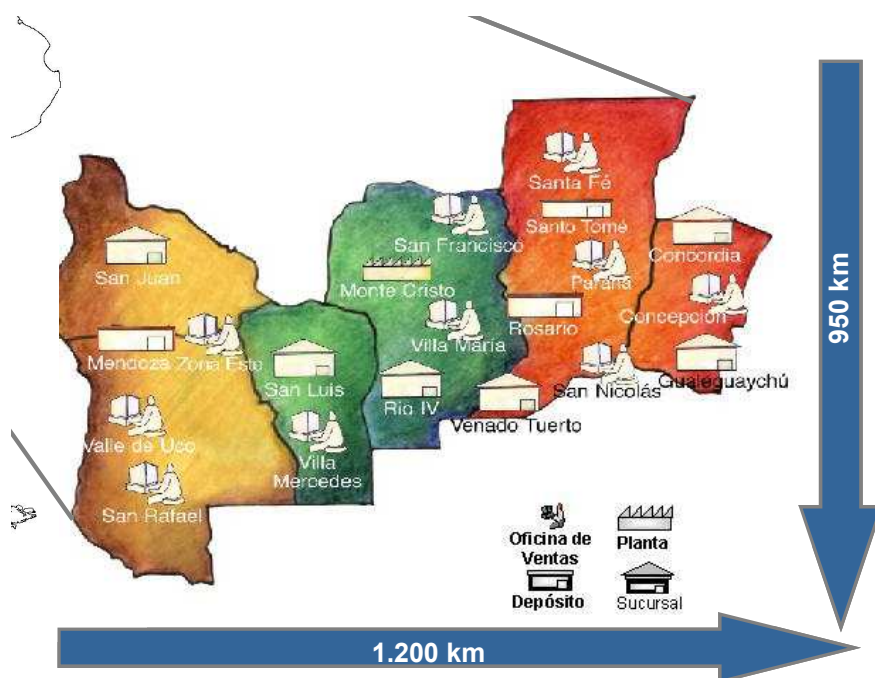 Santa Fé
Santo Tomé
San Francisco
Concordia
San Juan
Monte Cristo
Paraná
Concepción
Rosario
Villa María
Mendoza Zona Este
San Luis
Gualeguaychú
San Nicolás
Rio IV
Venado Tuerto
Valle de Uco
Villa
Mercedes
San Rafael
Oficina de
Ventas
Planta
Depósito
Sucursal
950 km
1.200 km